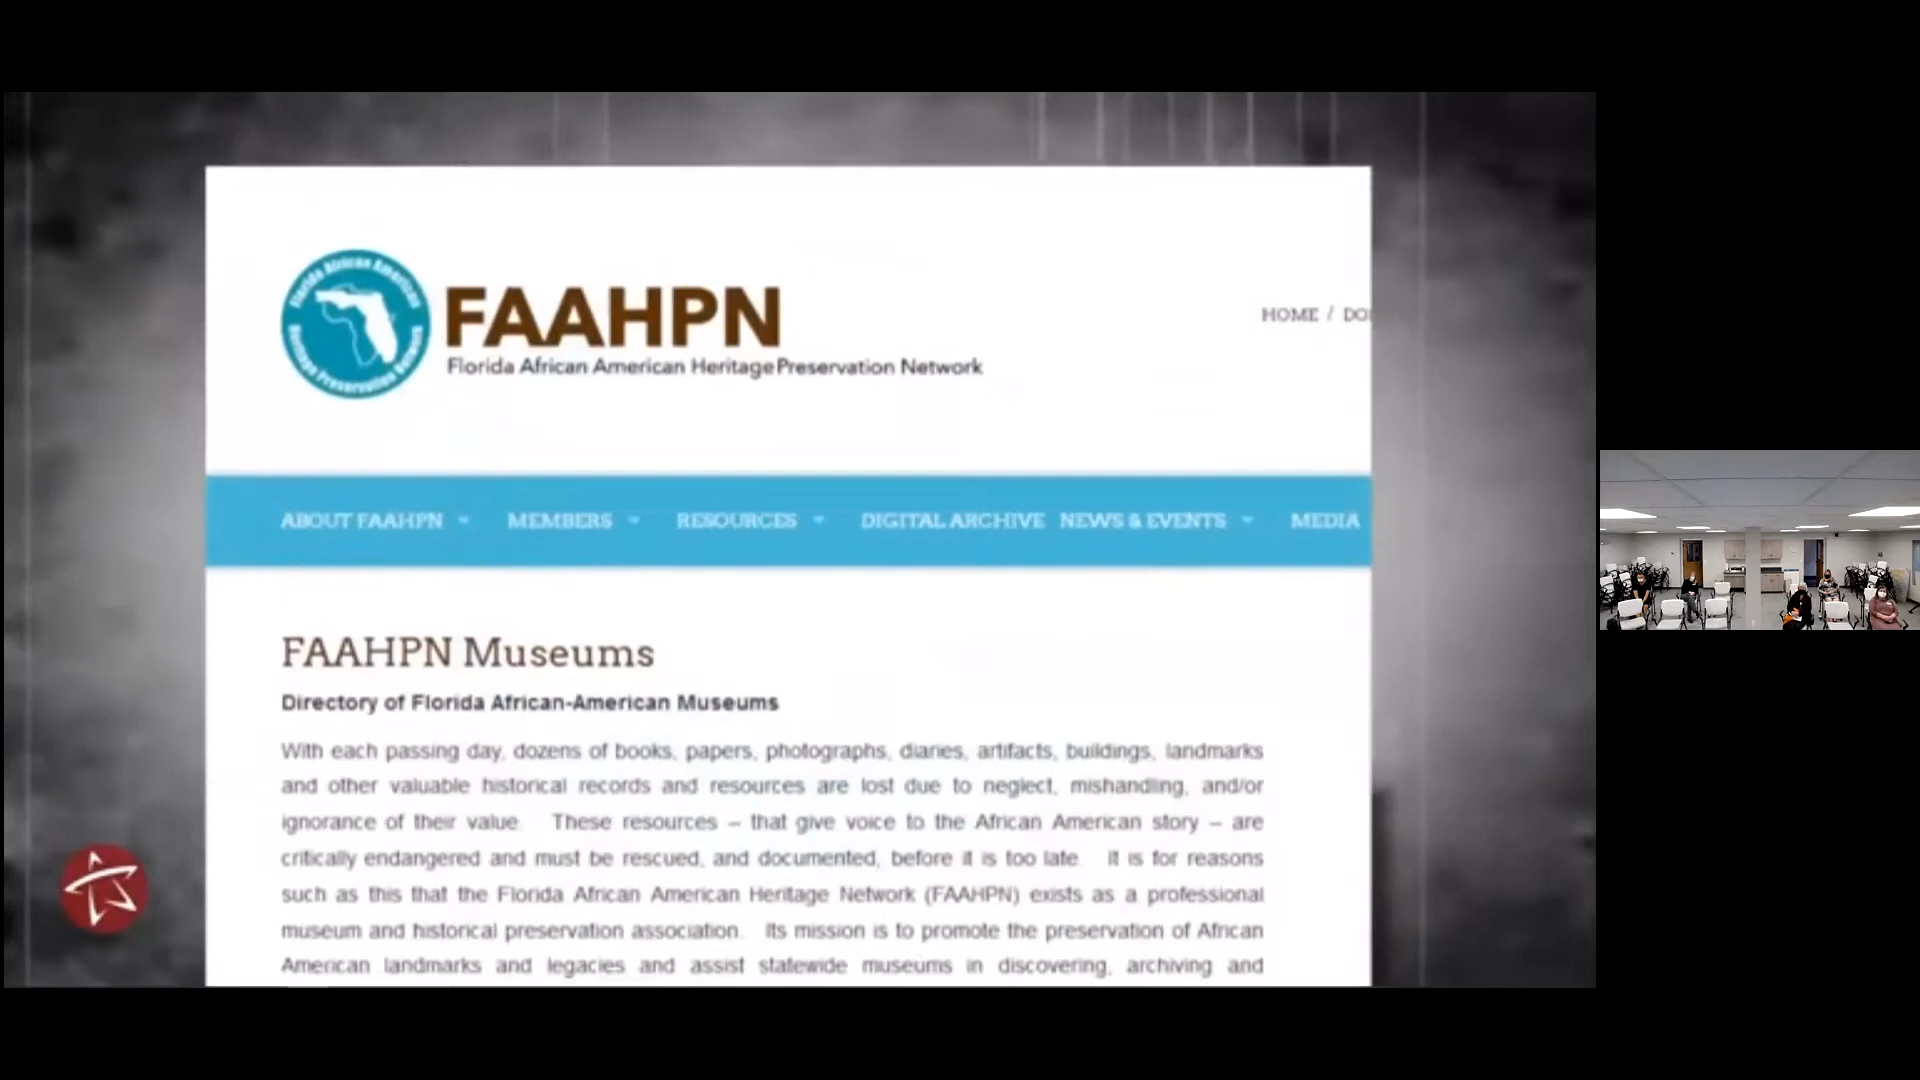 Florida African American
Heritage Preservation Network
FAAHPN
Florida African American Heritage Preservation Network
HOME /
ABOUT FAAHPN MEMBERS RESOURCES DIGITAL ARCHIVE NEWS & EVENTS MEDIA
FAAHPN Museums
Directory of Florida African-American Museums
With each passing day, dozens of books, papers, photographs, diaries, artifacts, buildings, landmarks
and other valuable historical records and resources are lost due to neglect, mishandling, and/or
ignorance of their value. These resources – that give voice to the African American story – are
critically endangered and must be rescued, and documented, before it is too late. It is for reasons
such as this that the Florida African American Heritage Network (FAAHPN) exists as a professional
museum and historical preservation association. Its mission is to promote the preservation of African
American landmarks and legacies and assist statewide museums in discovering, archiving and